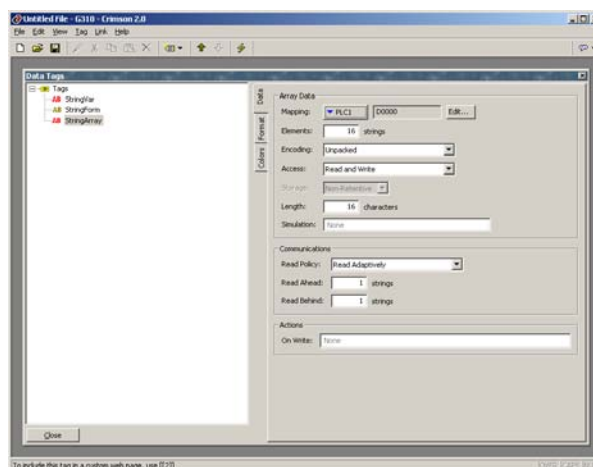 Untitled File - G310 - Crimson 2.0
File Edit View Tag Link Help
Data Tags
Tags
StringVar
StringForm
StringArray
Data
Format
Colors
Array Data
Mapping: PLC1 D0000 Edit...
Elements: 16 strings
Encoding: Unpacked
Access: Read and Write
Storage: Non-Retentive
Length: 16 characters
Simulation: None
Communications
Read Policy: Read Adaptively
Read Ahead: 1 strings
Read Behind: 1 strings
Actions
On Write: None
Close
To include this tag in a custom web page, use [[2]]